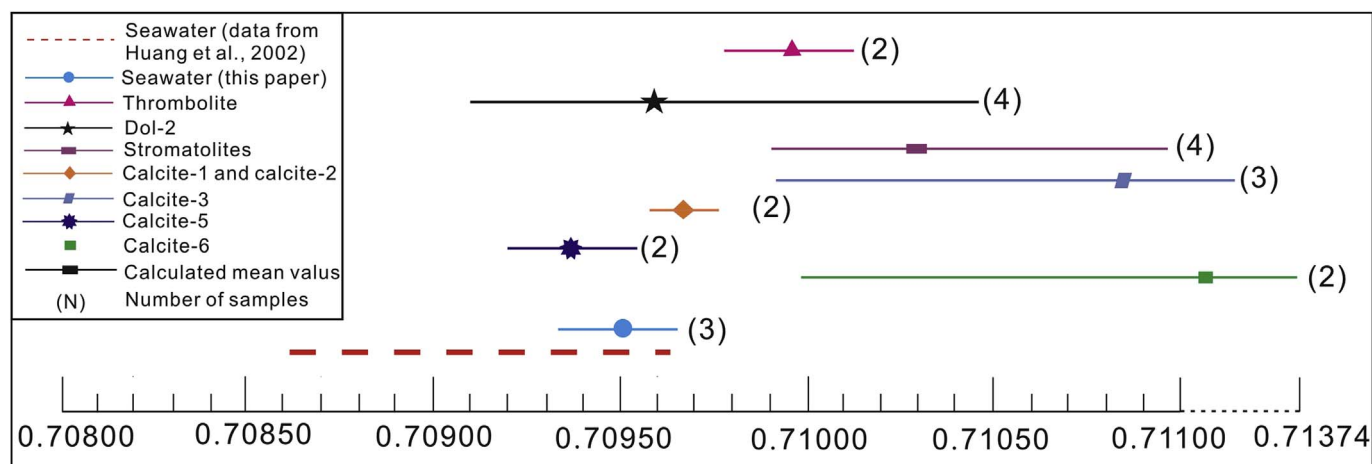 Seawater (data from
Huang et al., 2002)
Seawater (this paper)
Thrombolite
Dol-2
Stromatolites
Calcite-1 and calcite-2
Calcite-3
Calcite-5
Calcite-6
Calculated mean valus
(N) Number of samples
(2)
(4)
(4)
(3)
(2)
(2)
(2)
(3)
0.70800 0.70850 0.70900 0.70950 0.71000 0.71050 0.71100 0.71374